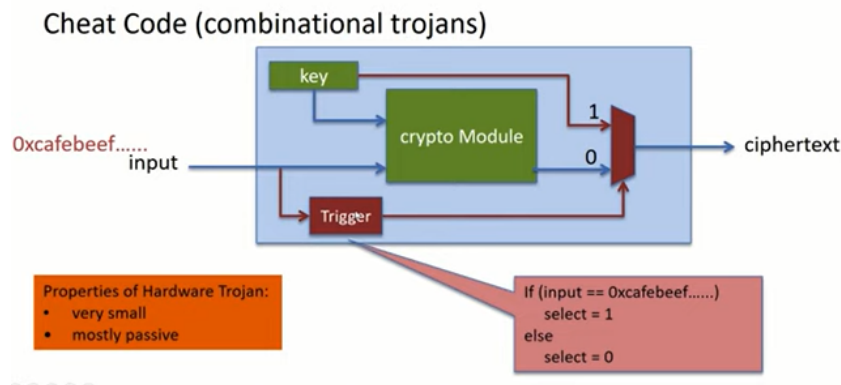 Cheat Code (combinational trojans)
key
1
crypto Module
0xcafebeef......
input
0
ciphertext
Trigger
Properties of Hardware Trojan:
• very small
• mostly passive
If (input == 0xcafebeef......)
select = 1
else
select = 0